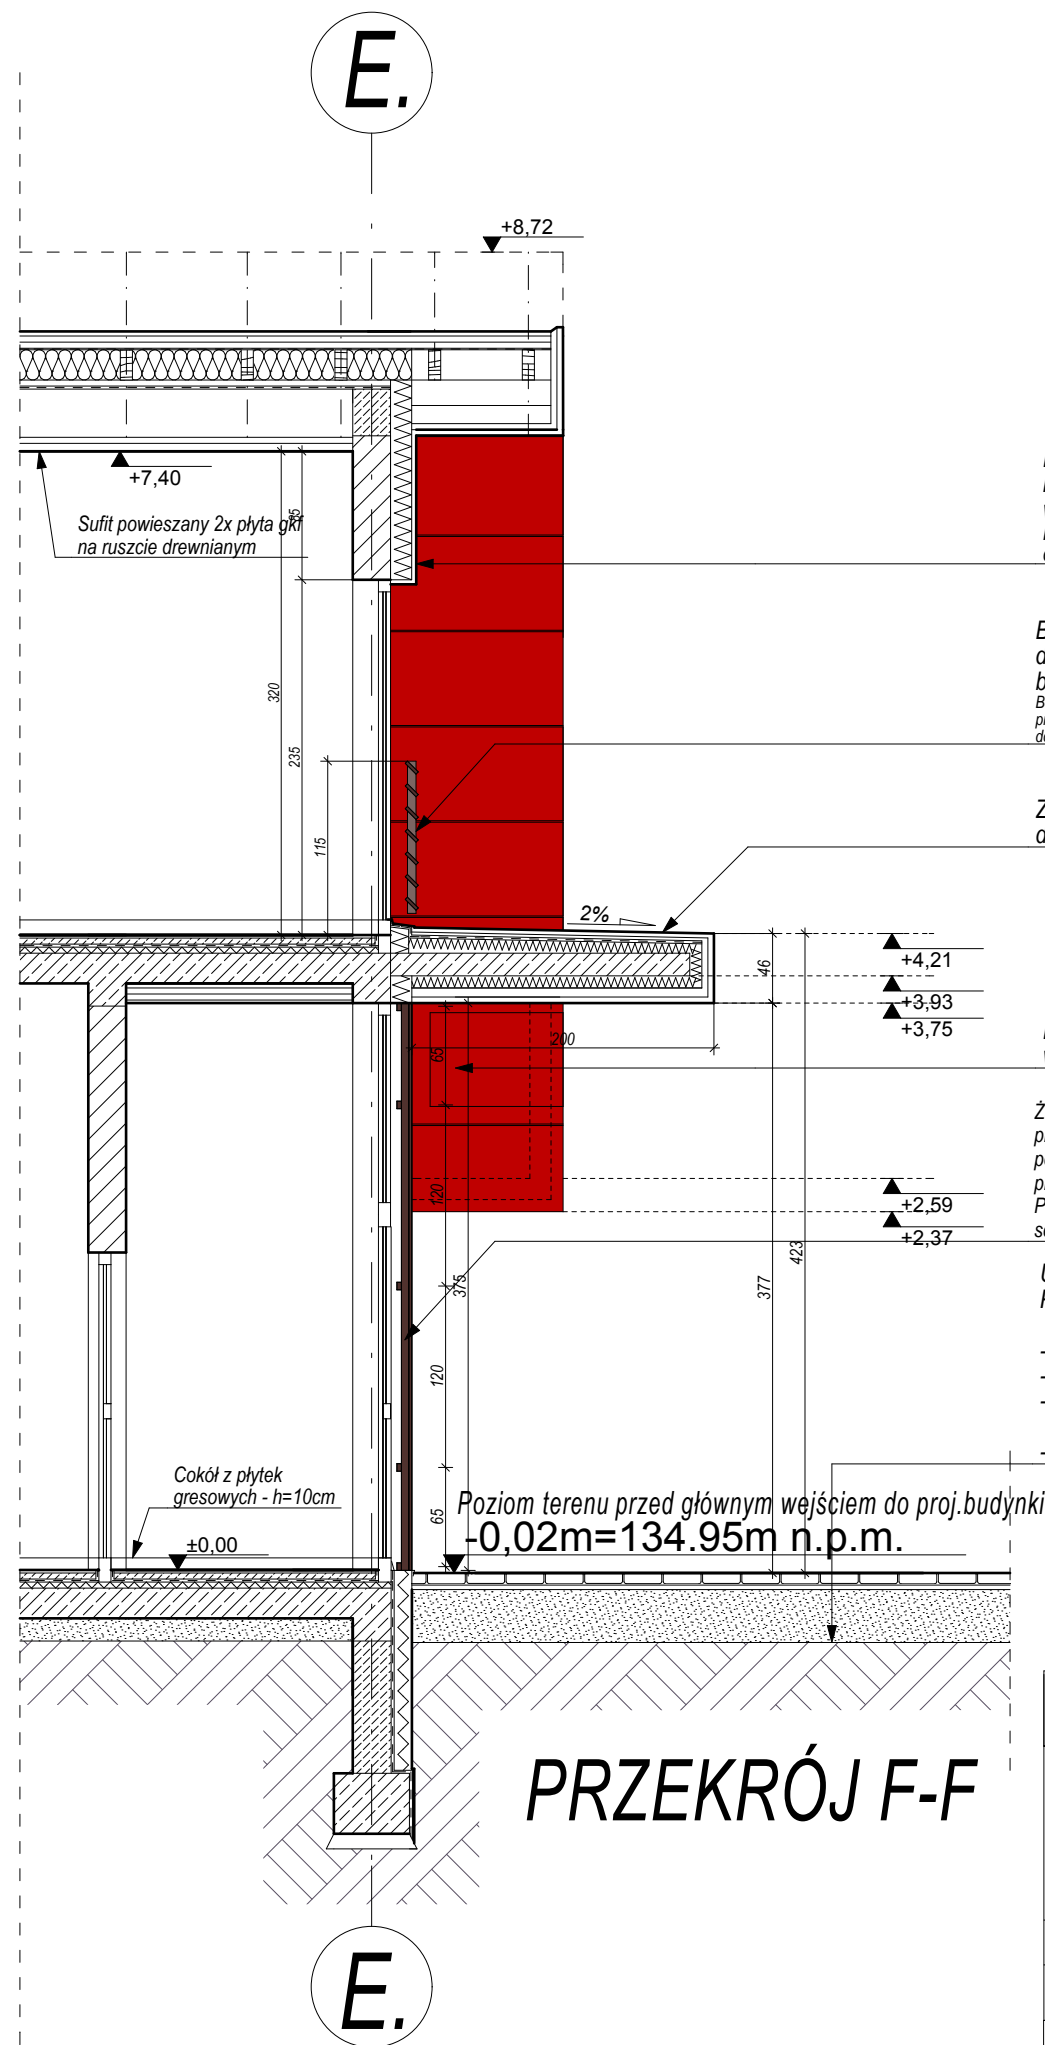 E.
+8,72
+7,40
Sufit powieszany 2x płyta gkf
na ruszcie drewnianym
85
320
235
115
2%
46
+4,21
+3,93
+3,75
200
65
120
+2,59
+2,37
423
375
377
120
65
Cokół z płytek
gresowych - h=10cm
±0,00
Poziom terenu przed głównym wejściem do proj.budynki
-0,02m=134.95m n.p.m.
PRZEKRÓJ F-F
E.